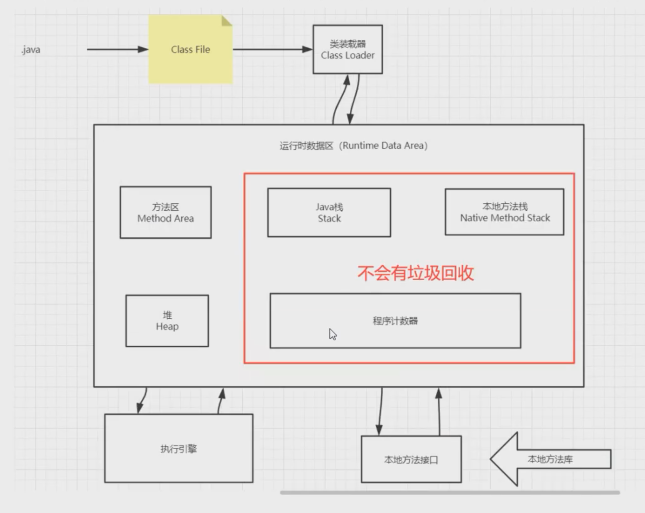 .java
Class File
类装载器
Class Loader
运行时数据区（Runtime Data Area）
方法区
Method Area
Java栈
Stack
本地方法栈
Native Method Stack
不会有垃圾回收
堆
Heap
程序计数器
执行引擎
本地方法接口
本地方法库